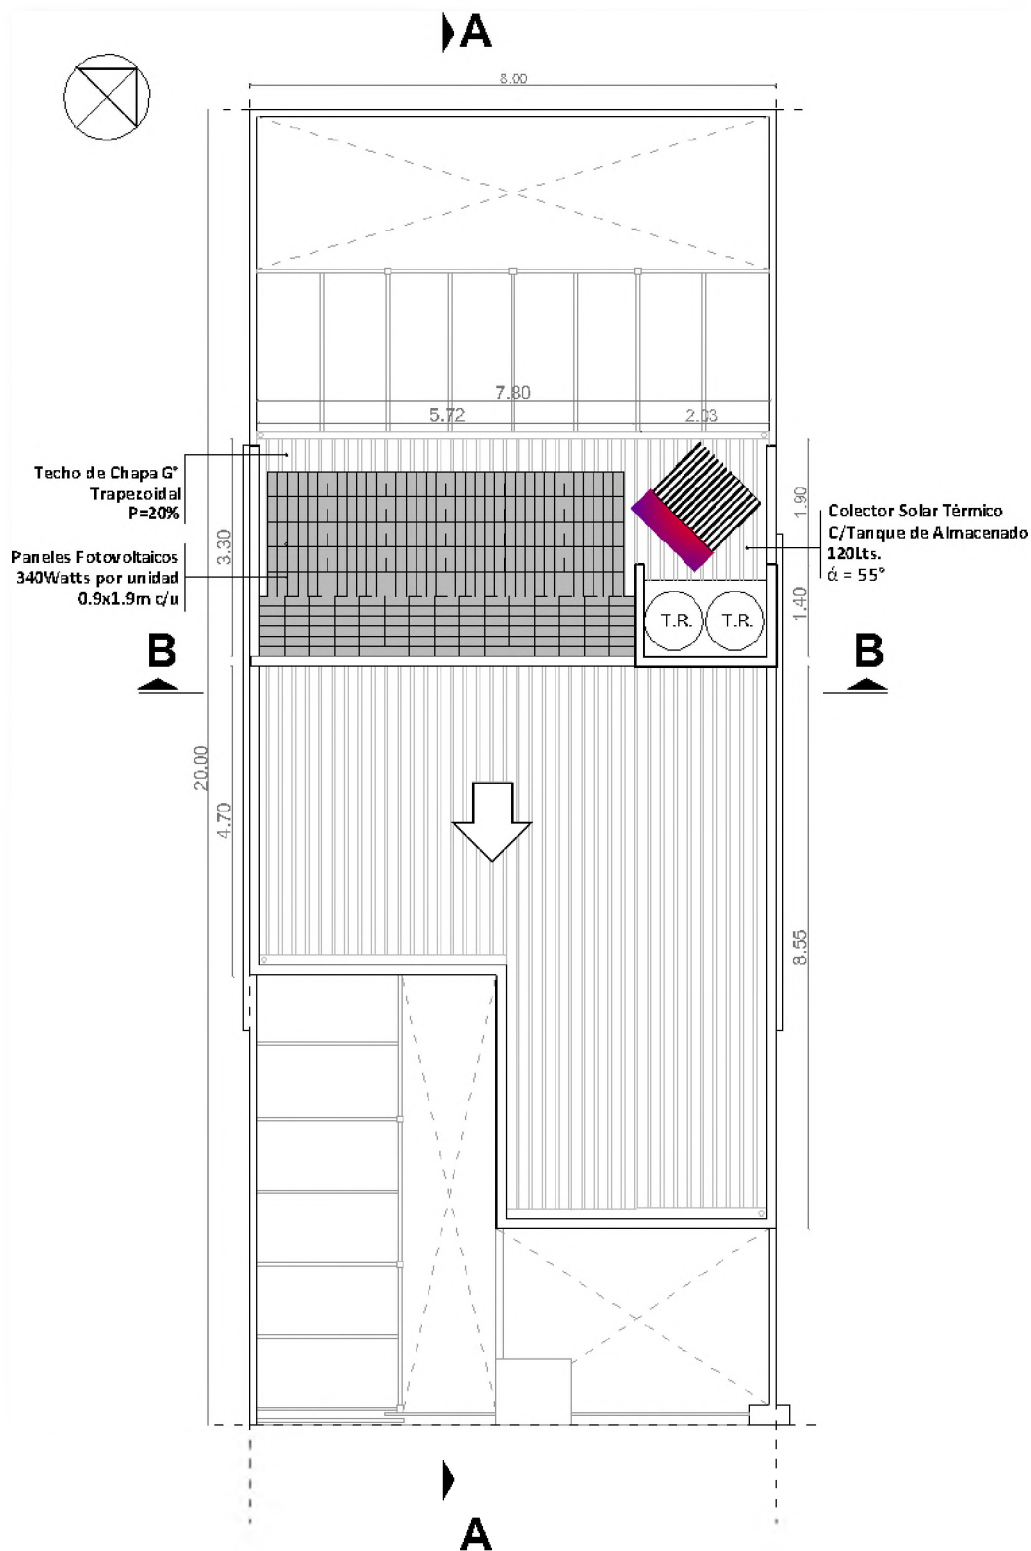 A
8.00
7.80
5.72
2.03
Techo de Chapa G°
Trapezoidal
P=20%
Paneles Fotovoltaicos
340Watts por unidad
0.9x1.9m c/u
3.30
1.90
Colector Solar Térmico
C/Tanque de Almacenado
120Lts.
ά = 55°
1.40
T.R.
T.R.
B
B
20.00
4.70
8.55
A